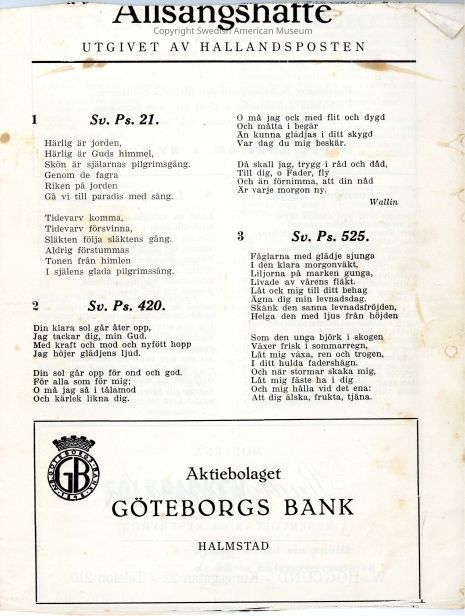 Allsångshäfte
Copyright Swedish American Museum
UTGIVET AV HALLANDSPOSTEN
1 Sv. Ps. 21.
Härlig är jorden,
Härlig är Guds himmel,
Skön är själarnas pilgrimsgång.
Genom de fagra
Riken på jorden
Gå vi till paradis med sång.
Tidevarv komma,
Tidevarv försvinna,
Släkten följa släktens gång.
Aldrig förstummas
Tonen från himlen
I själens glada pilgrimssång.
2 Sv. Ps. 420.
Din klara sol går åter opp,
Jag tackar dig, min Gud.
Med kraft och mod och nyfött hopp
Jag höjer glädjens ljud.
Din sol går opp för ond och god.
För alla som för mig;
O må jag så i tålamod
Och kärlek likna dig.
O må jag ock med flit och dygd
Och måtta i begär
Än kunna glädjas i ditt skygd
Var dag du mig beskär.
Då skall jag, trygg i råd och dåd,
Till dig, o Fader, fly
Och än förnimma, att din nåd
Är varje morgon ny.
Wallin
3 Sv. Ps. 525.
Fåglarna med glädje sjunga
I den klara morgonväkt,
Liljorna på marken gunga,
Livade av vårens fläkt.
Låt ock mig till ditt behag
Ägna dig min levnadsdag.
Skänk den sanna levnadsfröjden,
Helga den med ljus från höjden
Som den unga björk i skogen
Växer frisk i sommarregn,
Låt mig växa, ren och trogen,
I ditt hulda fadershägn.
Och när stormar skaka mig,
Låt mig fäste ha i dig
Och mig hålla vid det ena:
Att dig älska, frukta, tjäna.
GB
Aktiebolaget
GÖTEBORGS BANK
HALMSTAD